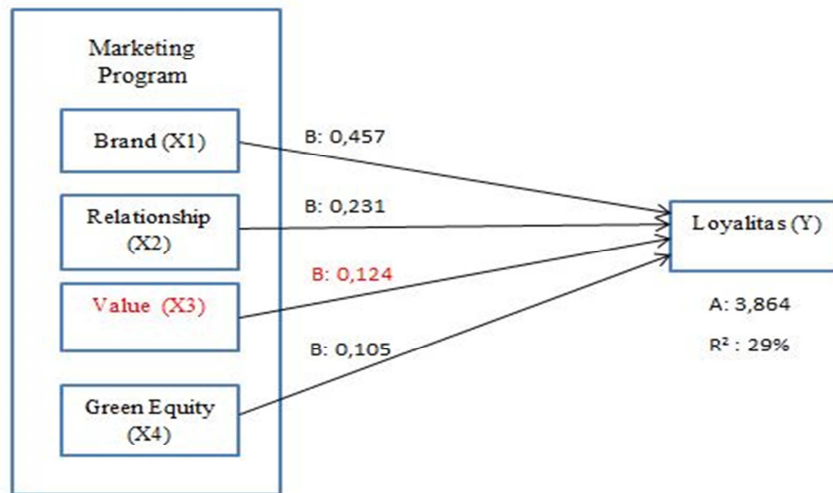 Marketing
Program
Brand (X1)
B: 0,457
Relationship
(X2)
B: 0,231
Loyalitas (Y)
Value (X3)
B: 0,124
A: 3,864
R² : 29%
B: 0,105
Green Equity
(X4)